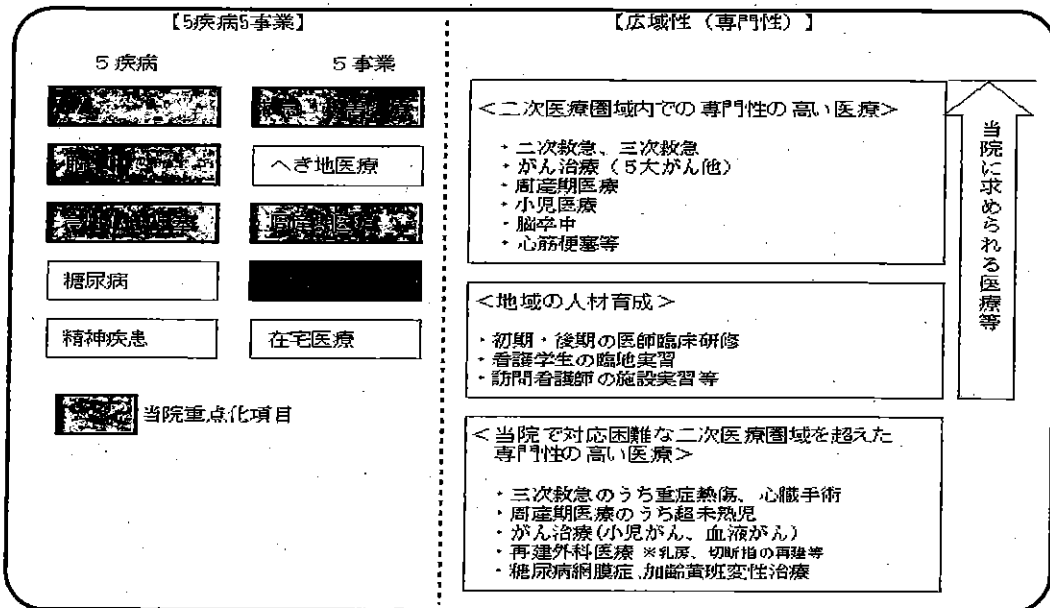 【5疾病5事業】
5疾病
5事業
へき地医療
糖尿病
精神疾患
在宅医療
当院重点化項目
【広域性（専門性）】
＜二次医療圏域内での専門性の高い医療＞
・二次救急、三次救急
・がん治療（５大がん他）
・周産期医療
・小児医療
・脳卒中
・心筋梗塞等
＜地域の人材育成＞
・初期・後期の医師臨床研修
・看護学生の臨地実習
・訪問看護師の施設実習等
＜当院で対応困難な二次医療圏域を超えた
専門性の高い医療＞
・三次救急のうち重症熱傷、心臓手術
・周産期医療のうち超未熟児
・がん治療(小児がん、血液がん)
・再建外科医療 ※乳房、切断指の再建等
・糖尿病網膜症、加齢黄斑変性治療
当院に求められる医療等